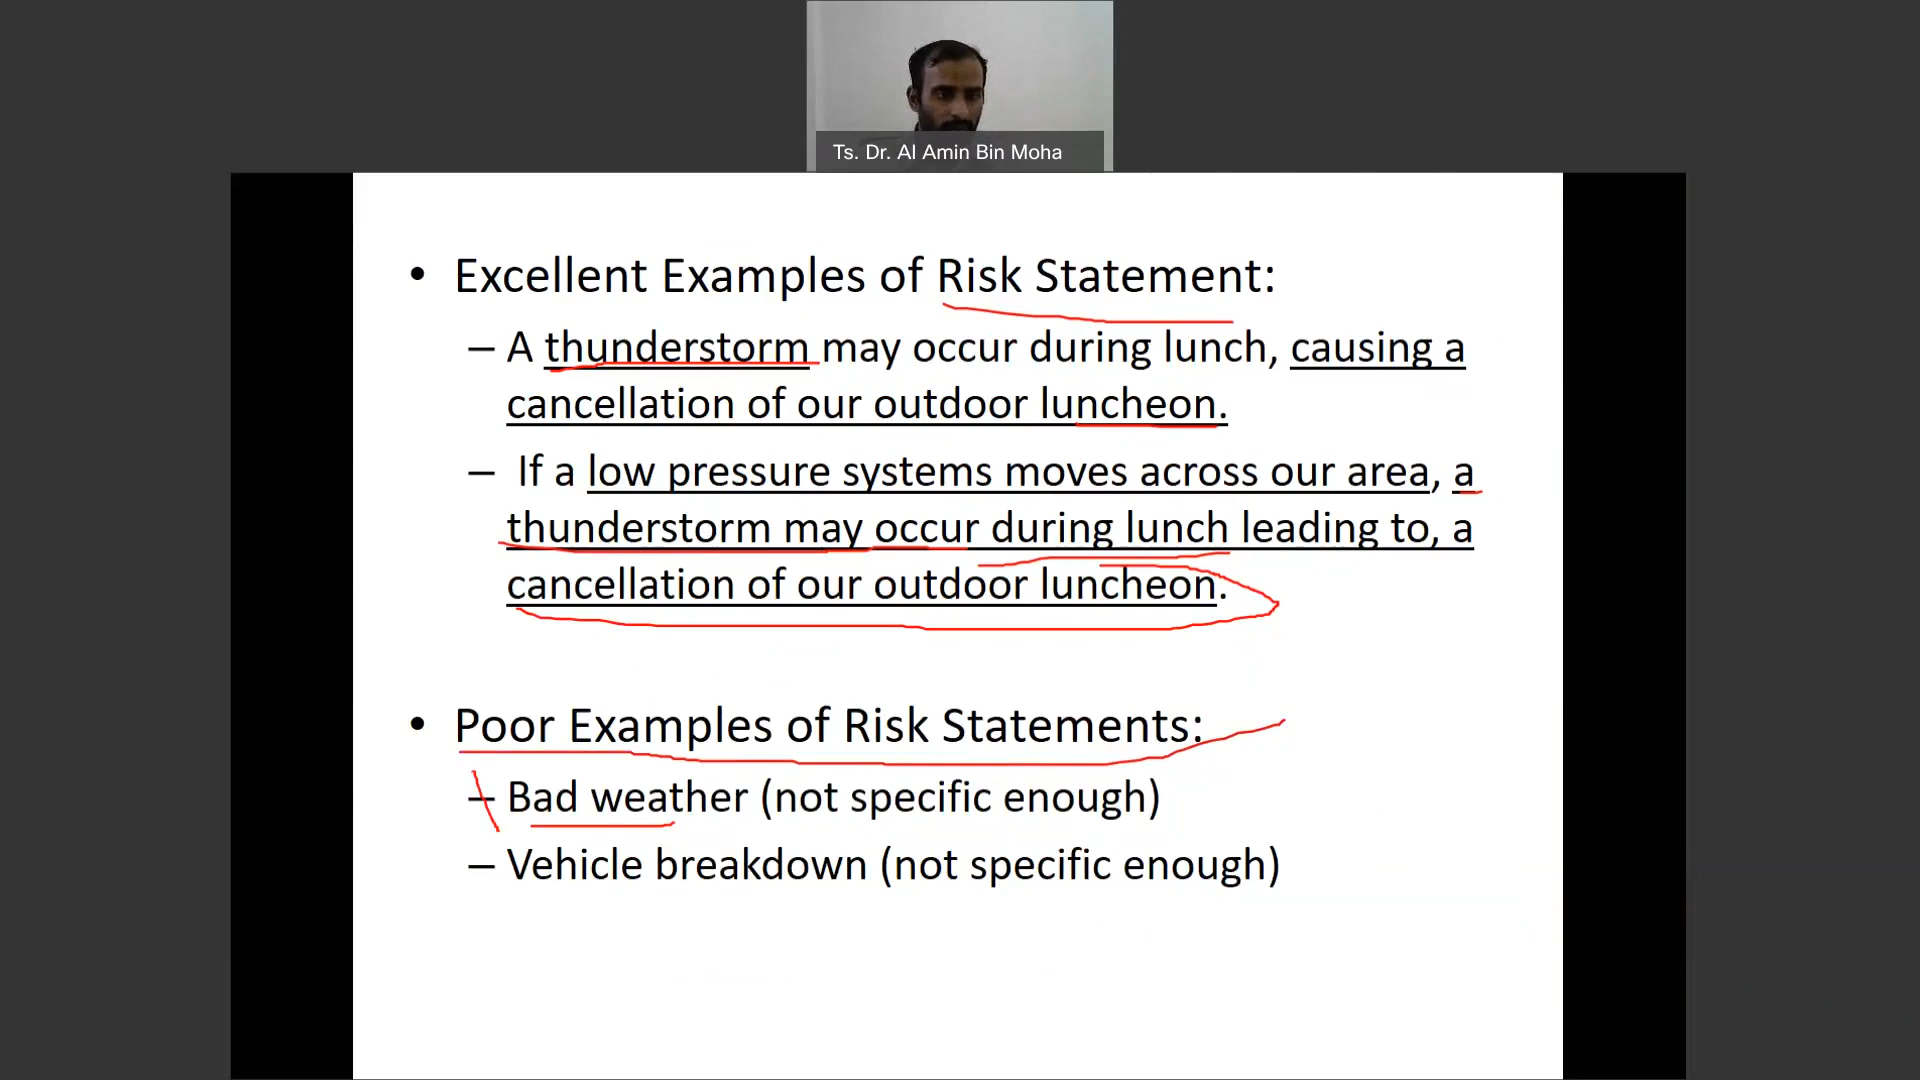 Ts. Dr. Al Amin Bin Moha
• Excellent Examples of Risk Statement:
– A thunderstorm may occur during lunch, causing a
cancellation of our outdoor luncheon.
– If a low pressure systems moves across our area, a
thunderstorm may occur during lunch leading to, a
cancellation of our outdoor luncheon.
• Poor Examples of Risk Statements:
– Bad weather (not specific enough)
– Vehicle breakdown (not specific enough)